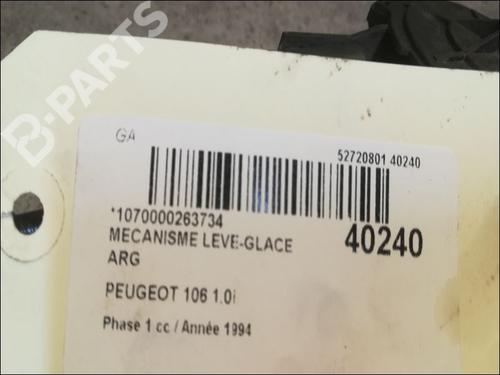 B-PARTS
GA
52720801 40240
*1070000263734
MECANISME LEVE-GLACE
40240
ARG
PEUGEOT 106 1.0i
Phase 1 cc / Année 1994